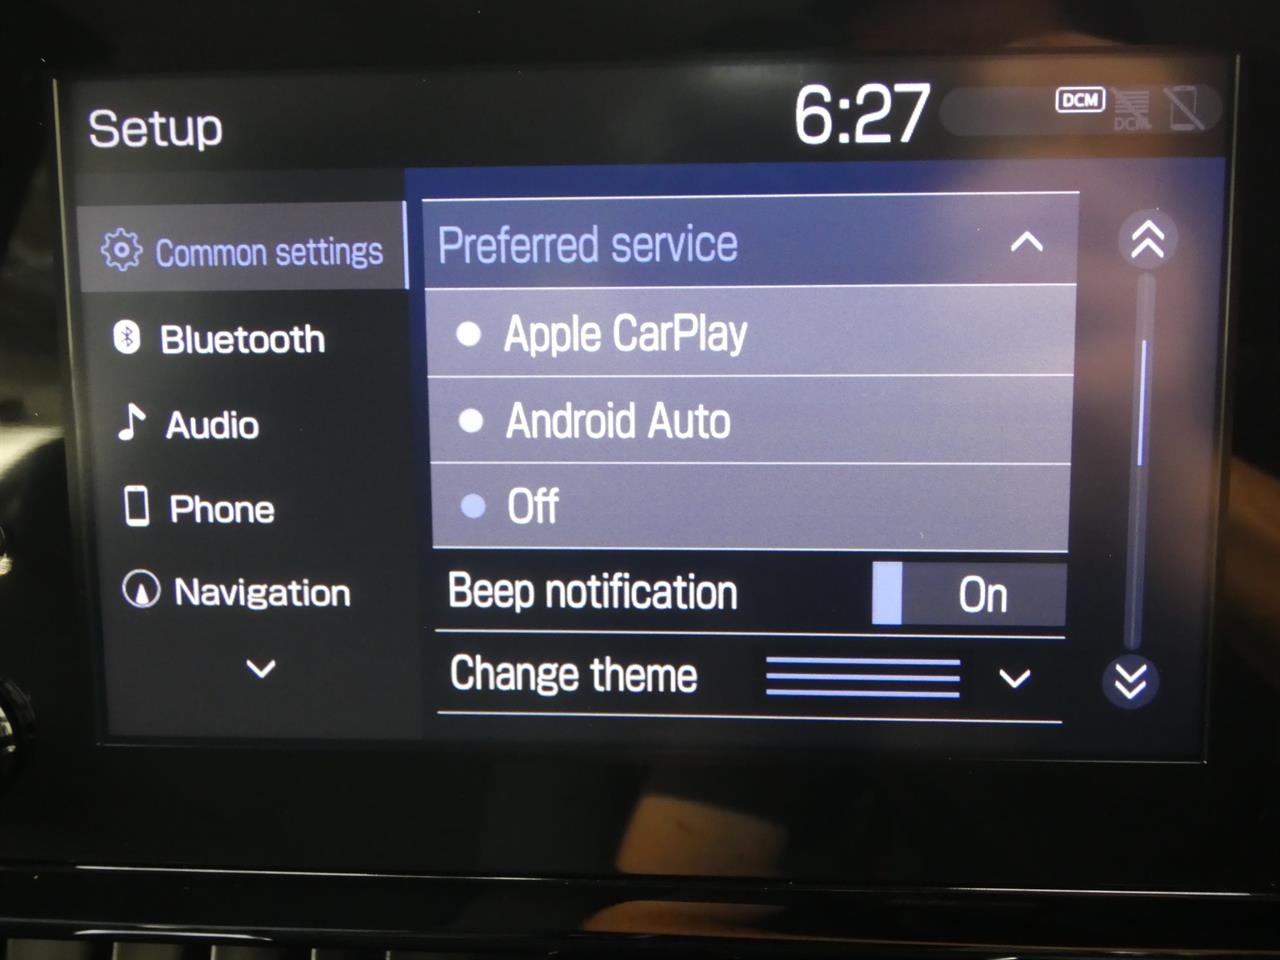 Setup
6:27
DCM
DCM
Common settings
Bluetooth
Audio
Phone
Navigation
Preferred service
Apple CarPlay
Android Auto
Off
Beep notification
On
Change theme